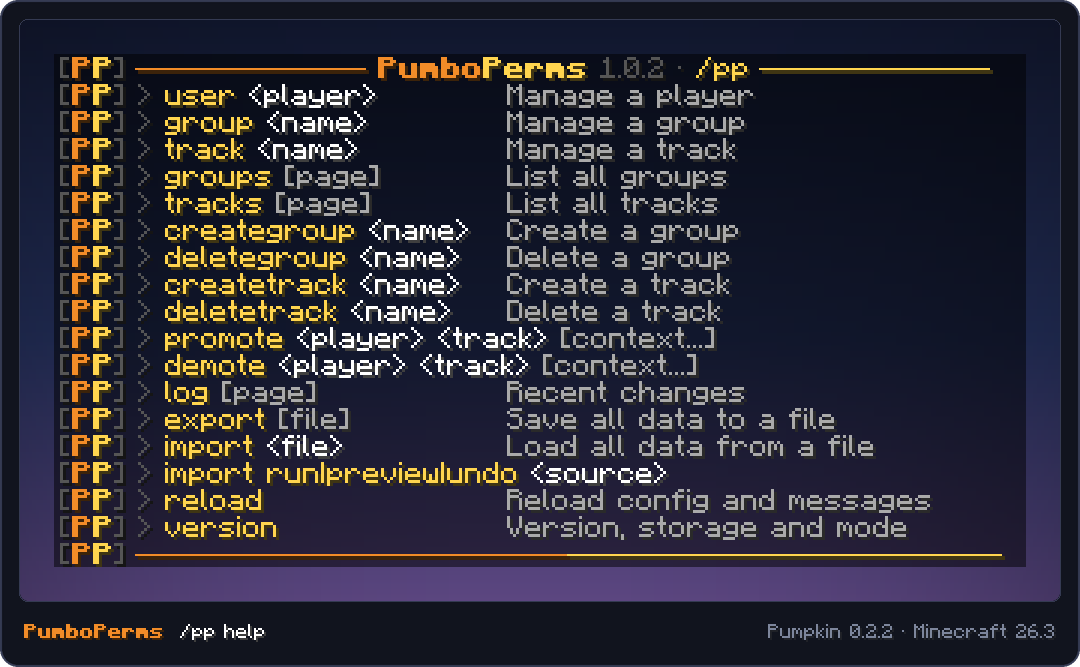 [PP] PumboPerms 1.0.2 · /pp
[PP] > user <player> Manage a player
[PP] > group <name> Manage a group
[PP] > track <name> Manage a track
[PP] > groups [page] List all groups
[PP] > tracks [page] List all tracks
[PP] > creategroup <name> Create a group
[PP] > deletegroup <name> Delete a group
[PP] > createtrack <name> Create a track
[PP] > deletetrack <name> Delete a track
[PP] > promote <player> <track> [context...]
[PP] > demote <player> <track> [context...]
[PP] > log [page] Recent changes
[PP] > export [file] Save all data to a file
[PP] > import <file> Load all data from a file
[PP] > import run|preview|undo <source>
[PP] > reload Reload config and messages
[PP] > version Version, storage and mode
[PP]
PumboPerms /pp help Pumpkin 0.2.2 · Minecraft 26.3